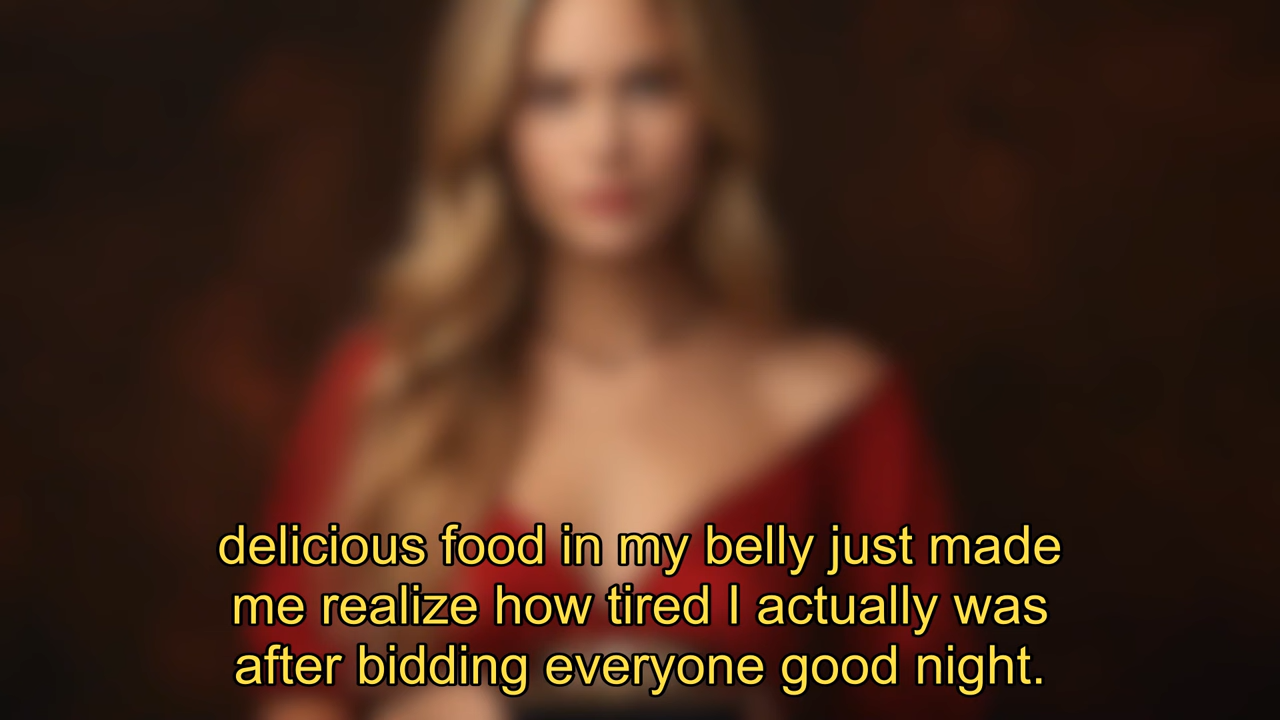 delicious food in my belly just made
me realize how tired I actually was
after bidding everyone good night.